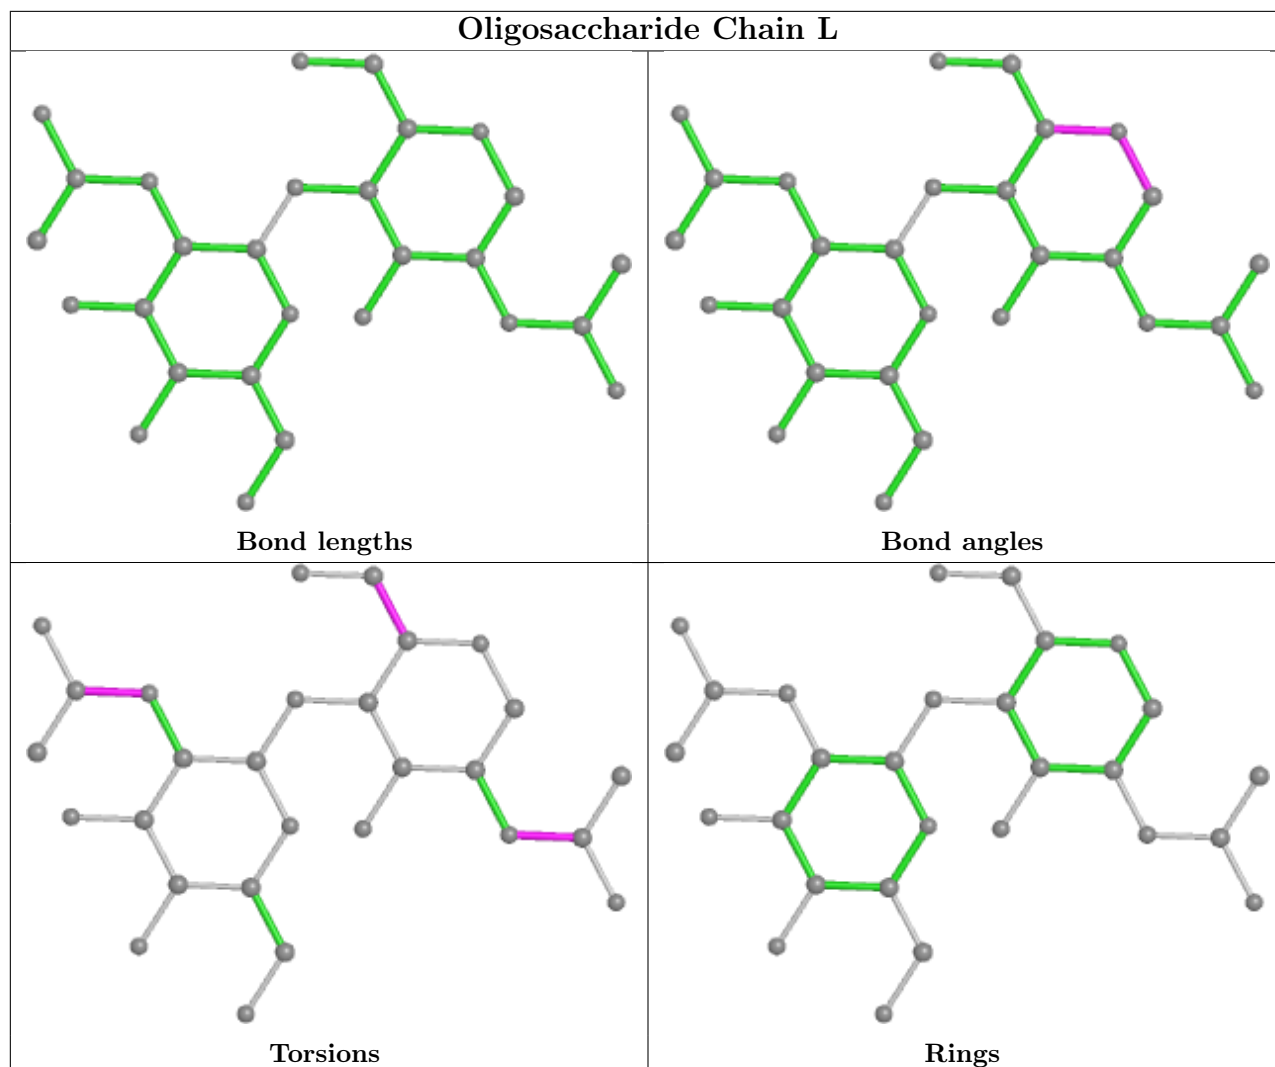 Oligosaccharide Chain L
Bond lengths
Bond angles
Torsions
Rings